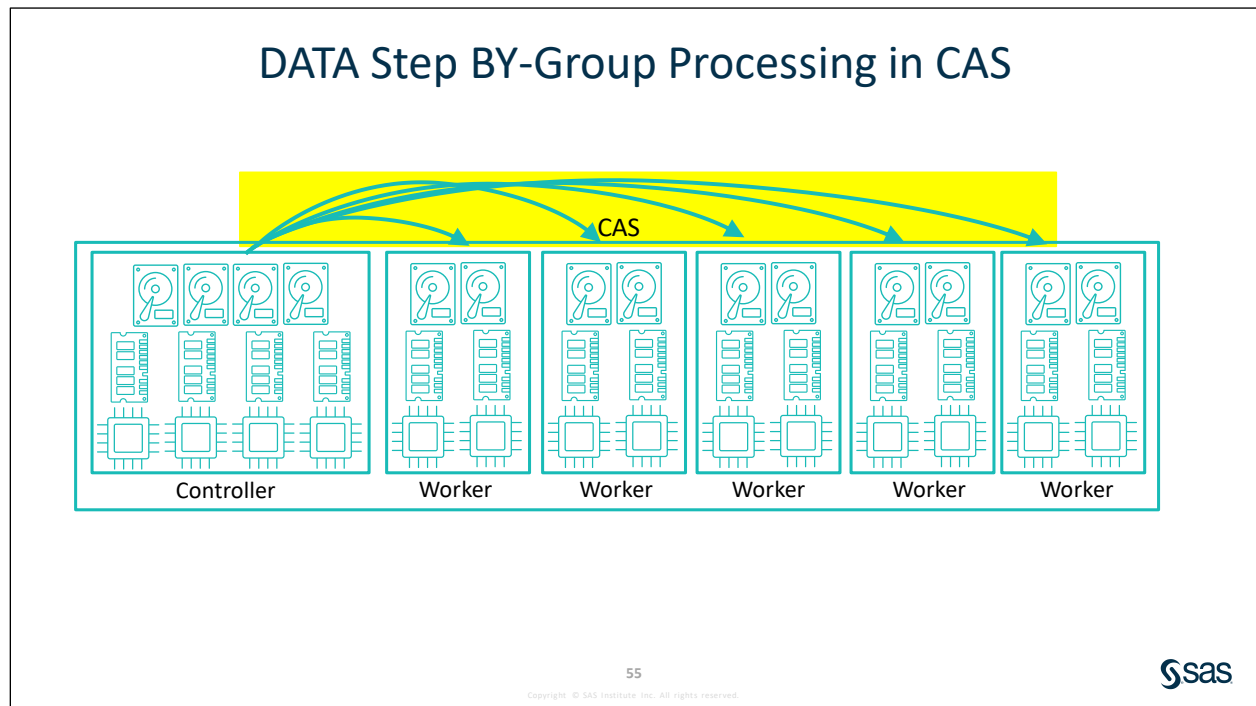 DATA Step BY-Group Processing in CAS
CAS
Controller
Worker
Worker
Worker
Worker
Worker
55
Copyright © SAS Institute Inc. All rights reserved.
sas